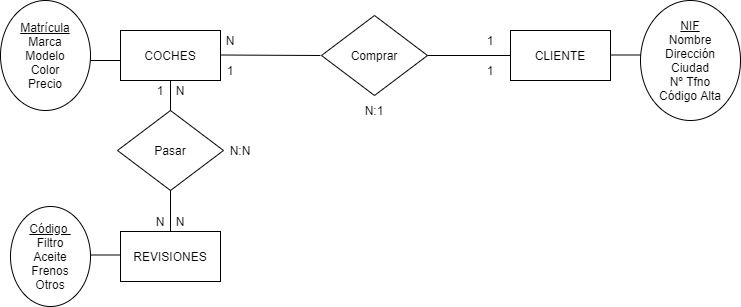 Matrícula
Marca
Modelo
Color
Precio
COCHES
N
1
Comprar
N:1
1
1
CLIENTE
NIF
Nombre
Dirección
Ciudad
Nº Tfno
Código Alta
1 N
Pasar
N:N
N N
Código
Filtro
Aceite
Frenos
Otros
REVISIONES